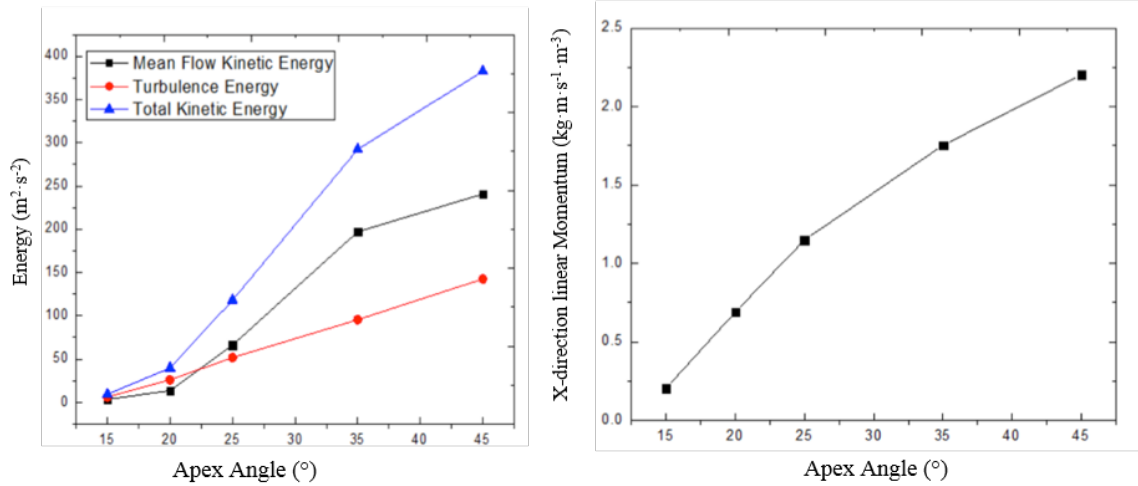 Energy (m²·s⁻²)
400
350
300
250
200
150
100
50
0
Mean Flow Kinetic Energy
Turbulence Energy
Total Kinetic Energy
15 20 25 30 35 40 45
Apex Angle (°)
X-direction linear Momentum (kg·m·s⁻¹·m⁻³)
2.5
2.0
1.5
1.0
0.5
0.0
15 20 25 30 35 40 45
Apex Angle (°)